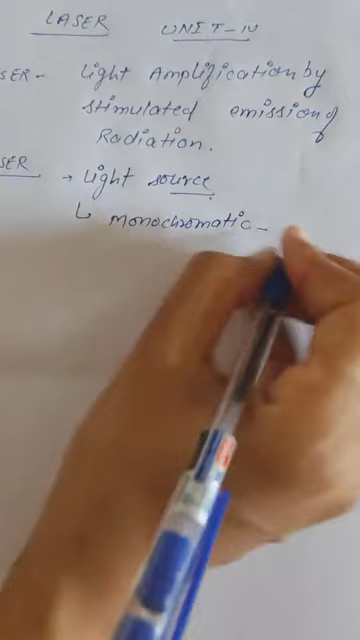 LASER UNIT-IV
SER - Light Amplification by
stimulated emission of
Radiation.
SER → Light source
↳ monochromatic -